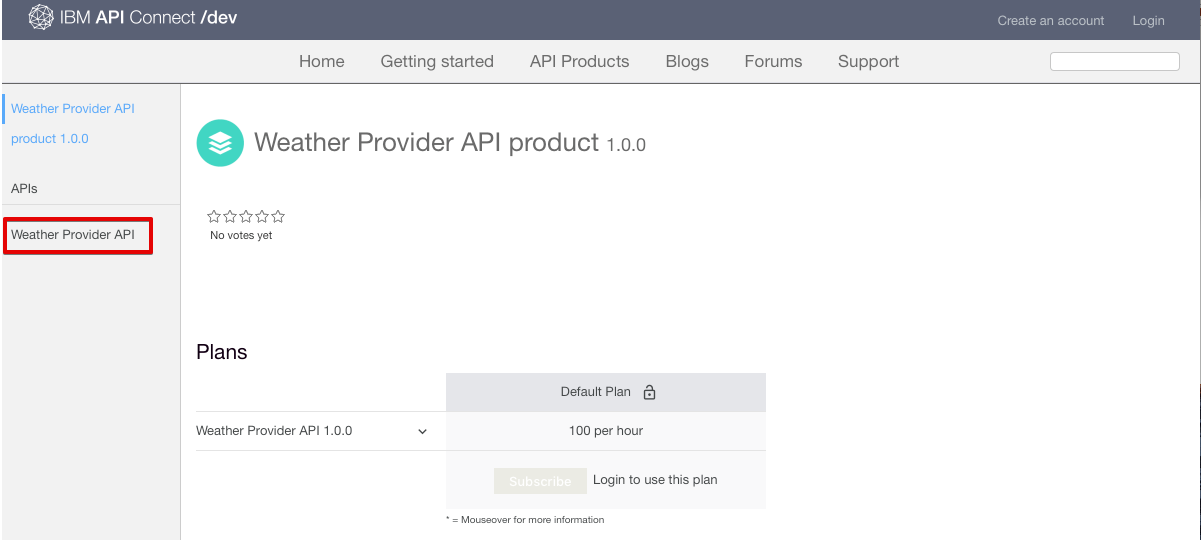 IBM API Connect /dev
Create an account
Login
Home
Getting started
API Products
Blogs
Forums
Support
Weather Provider API
product 1.0.0
APIs
Weather Provider API
Weather Provider API product 1.0.0
No votes yet
Plans
Default Plan
Weather Provider API 1.0.0
100 per hour
Subscribe
Login to use this plan
* = Mouseover for more information